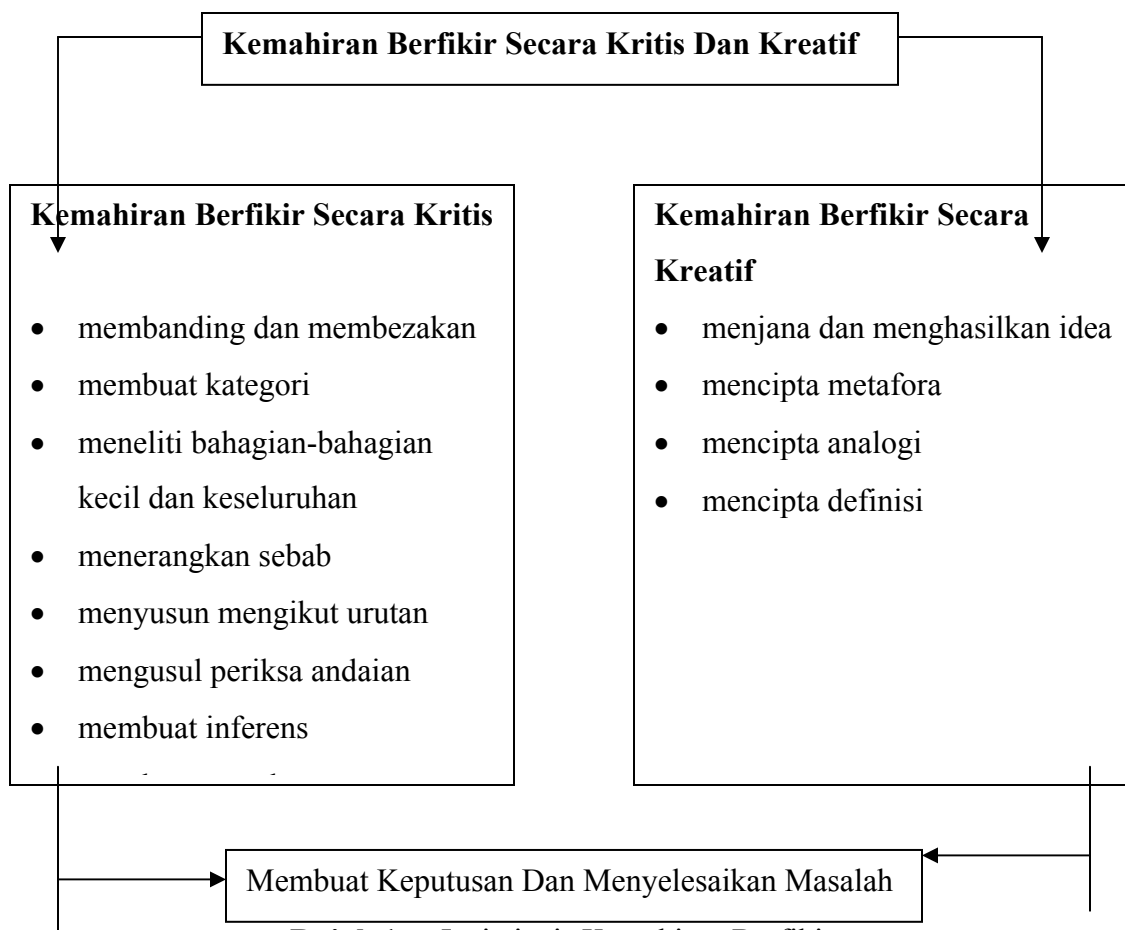 Kemahiran Berfikir Secara Kritis Dan Kreatif
Kemahiran Berfikir Secara Kritis
• membanding dan membezakan
• membuat kategori
• meneliti bahagian-bahagian
kecil dan keseluruhan
• menerangkan sebab
• menyusun mengikut urutan
• mengusul periksa andaian
• membuat inferens
Kemahiran Berfikir Secara
Kreatif
• menjana dan menghasilkan idea
• mencipta metafora
• mencipta analogi
• mencipta definisi
Membuat Keputusan Dan Menyelesaikan Masalah